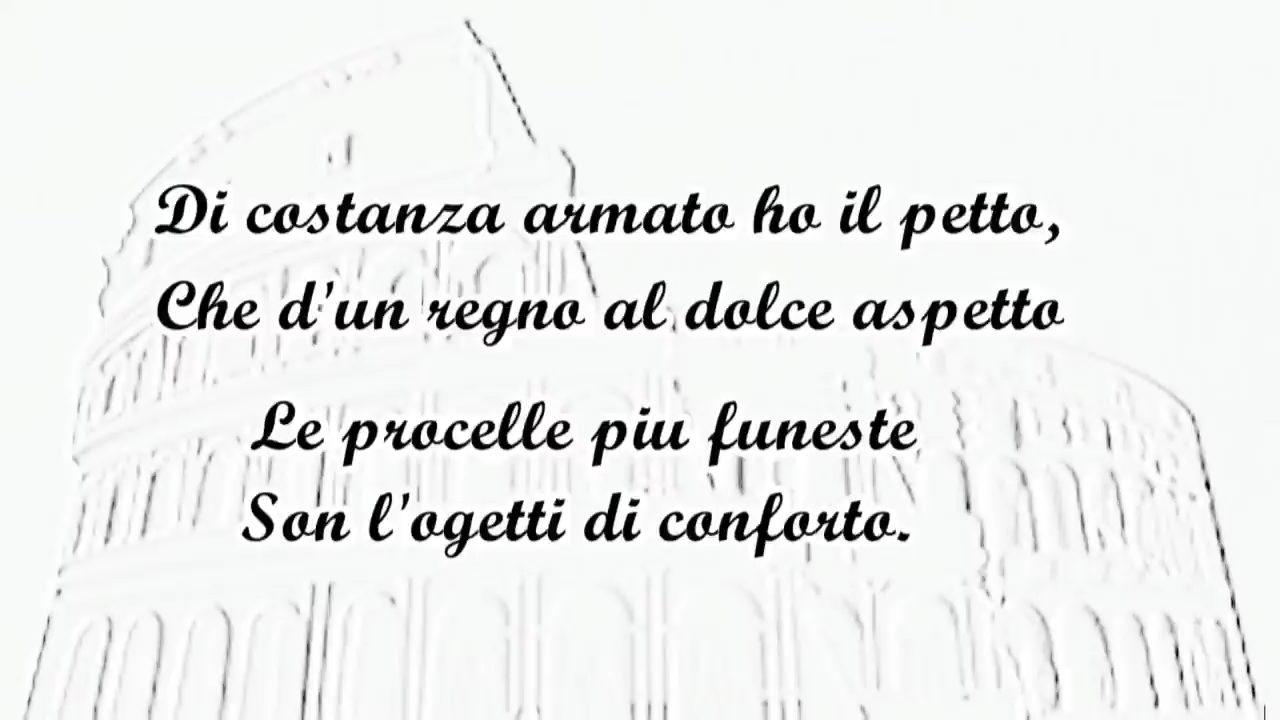 Di costanza armato ho il petto,
Che d'un regno al dolce aspetto
Le procelle piu funeste
Son l'ogetti di conforto.